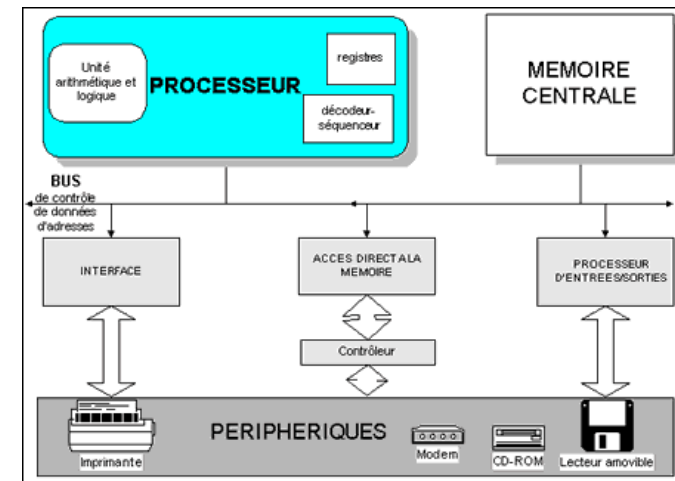 Unité
arithmétique et
logique
PROCESSEUR
registres
décodeur-
séquenceur
MEMOIRE
CENTRALE
BUS
de contrôle
de données
d'adresses
INTERFACE
ACCES DIRECT ALA
MEMOIRE
PROCESSEUR
D'ENTREES/SORTIES
Contrôleur
PERIPHERIQUES
Imprimante
Modem
CD-ROM
Lecteur amovible